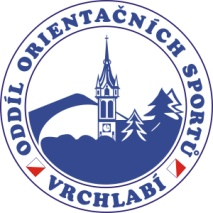 ODDÍL ORIENTAČNÍCH SPORTŮ
VRCHLABÍ